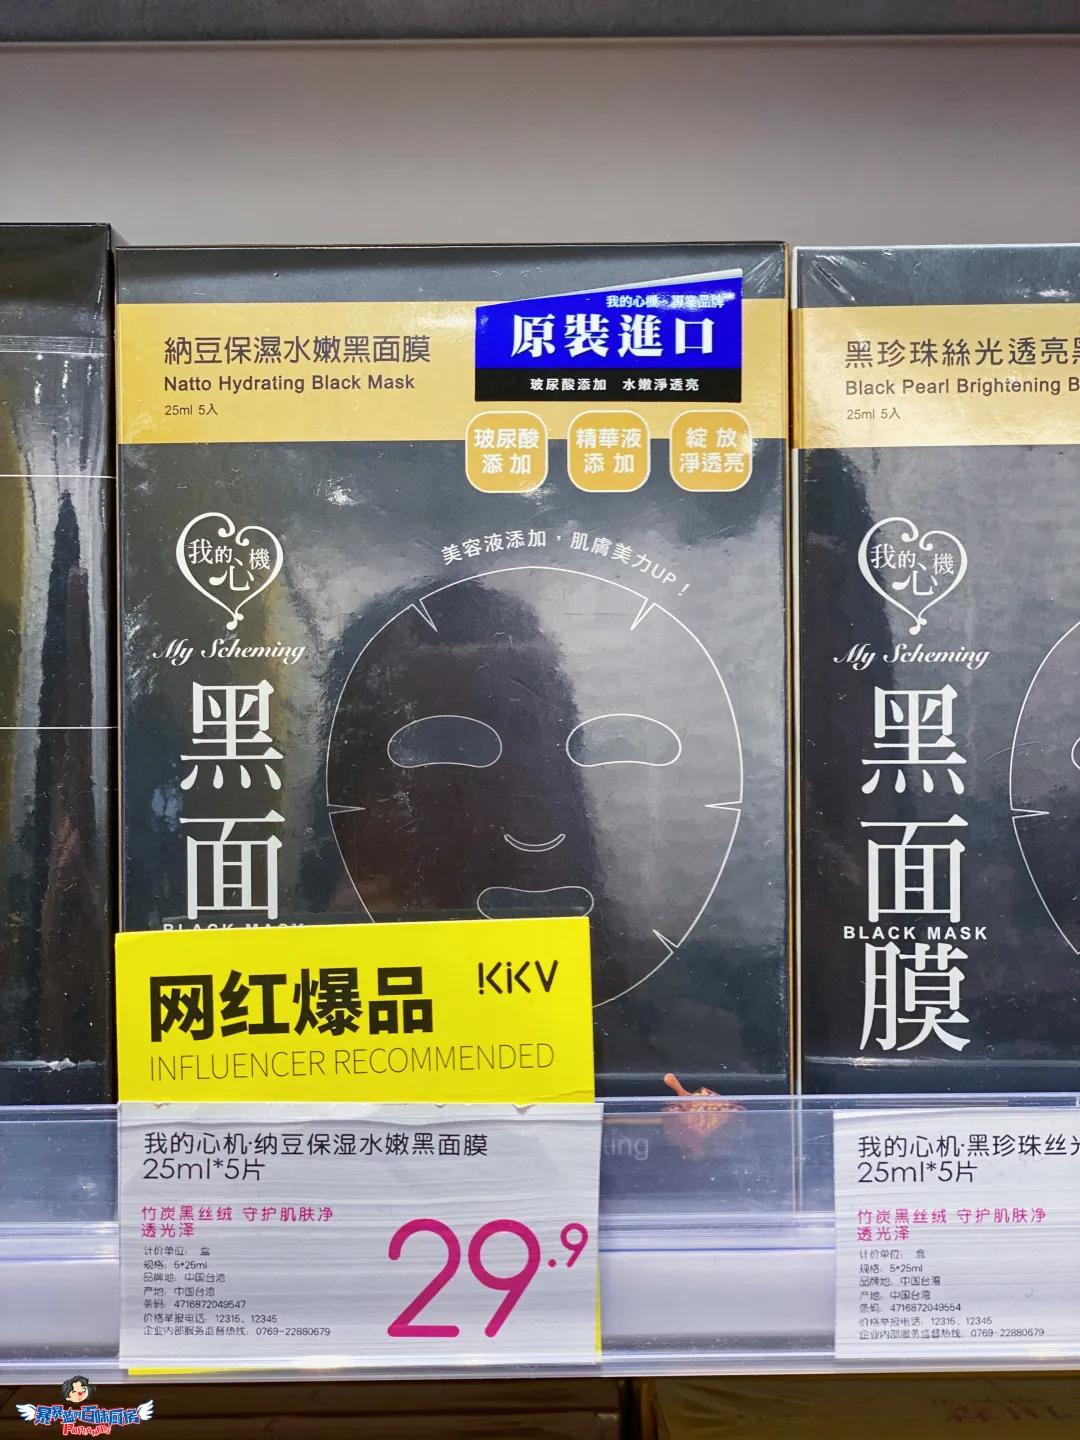 納豆保濕水嫩黑面膜
Natto Hydrating Black Mask
25ml 5入
我的心機·專業品牌
原裝進口
玻尿酸添加 水嫩淨透亮
玻尿酸
添加
精華液
添加
綻放
淨透亮
美容液添加，肌膚美力UP！
我的心機
My Scheming
黑面
BLACK MASK
黑珍珠絲光透亮黑
Black Pearl Brightening B
25ml 5入
我的心機
My Scheming
黑面膜
BLACK MASK
网红爆品
KKV
INFLUENCER RECOMMENDED
我的心机·纳豆保湿水嫩黑面膜
25ml*5片
竹炭黑丝绒 守护肌肤净
透光泽
计价单位： 盒
规格：5*25ml
品牌地：中国台湾
产地：中国台湾
条码：4716872049547
价格举报电话：12315、12345
企业内部服务监督热线：0769-22880679
29.9
我的心机·黑珍珠丝光
25ml*5片
竹炭黑丝绒 守护肌肤净
透光泽
计价单位： 盒
规格：5*25ml
品牌地：中国台湾
产地：中国台湾
条码：4716872049554
价格举报电话：12315、12345
企业内部服务监督热线：0769-22880679